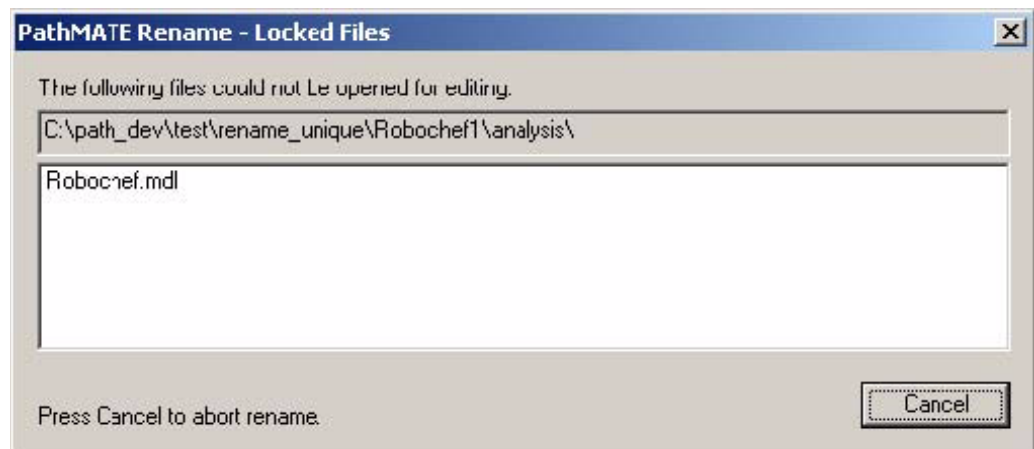 PathMATE Rename - Locked Files
The following files could not be opened for editing.
C:\path_dev\test\rename_unique\Robochef1\analysis\
Robochef.mdl
Press Cancel to abort rename.
Cancel